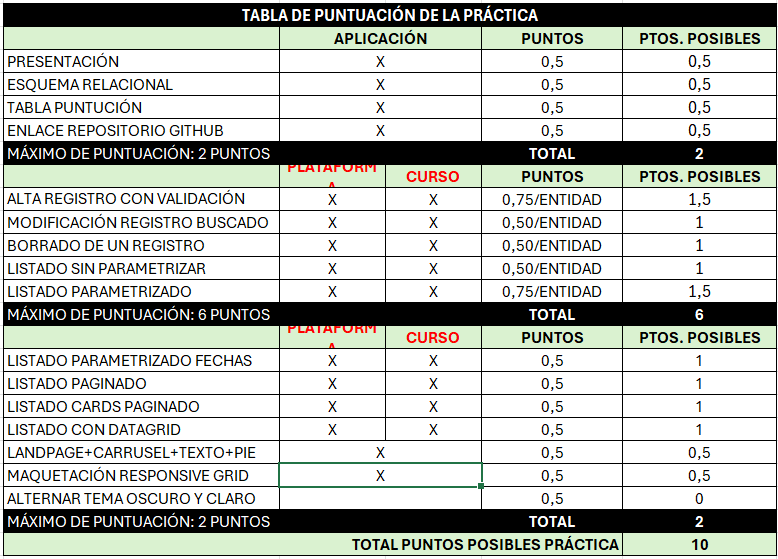 TABLA DE PUNTUACIÓN DE LA PRÁCTICA
APLICACIÓN PUNTOS PTOS. POSIBLES
PRESENTACIÓN X 0,5 0,5
ESQUEMA RELACIONAL X 0,5 0,5
TABLA PUNTUCIÓN X 0,5 0,5
ENLACE REPOSITORIO GITHUB X 0,5 0,5
MÁXIMO DE PUNTUACIÓN: 2 PUNTOS TOTAL 2
PLATAFORMA CURSO PUNTOS PTOS. POSIBLES
ALTA REGISTRO CON VALIDACIÓN X X 0,75/ENTIDAD 1,5
MODIFICACIÓN REGISTRO BUSCADO X X 0,50/ENTIDAD 1
BORRADO DE UN REGISTRO X X 0,50/ENTIDAD 1
LISTADO SIN PARAMETRIZAR X X 0,50/ENTIDAD 1
LISTADO PARAMETRIZADO X X 0,75/ENTIDAD 1,5
MÁXIMO DE PUNTUACIÓN: 6 PUNTOS TOTAL 6
PLATAFORMA CURSO PUNTOS PTOS. POSIBLES
LISTADO PARAMETRIZADO FECHAS X X 0,5 1
LISTADO PAGINADO X X 0,5 1
LISTADO CARDS PAGINADO X X 0,5 1
LISTADO CON DATAGRID X X 0,5 1
LANDPAGE+CARRUSEL+TEXTO+PIE X 0,5 0,5
MAQUETACIÓN RESPONSIVE GRID X 0,5 0,5
ALTERNAR TEMA OSCURO Y CLARO 0,5 0
MÁXIMO DE PUNTUACIÓN: 2 PUNTOS TOTAL 2
TOTAL PUNTOS POSIBLES PRÁCTICA 10